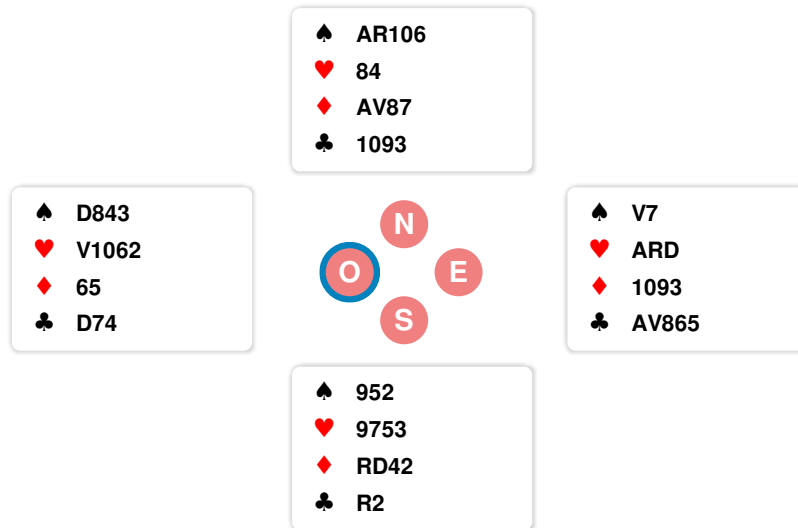 ♠ AR106
♥ 84
♦ AV87
♣ 1093
♠ D843
♥ V1062
♦ 65
♣ D74
N
O E
S
♠ V7
♥ ARD
♦ 1093
♣ AV865
♠ 952
♥ 9753
♦ RD42
♣ R2